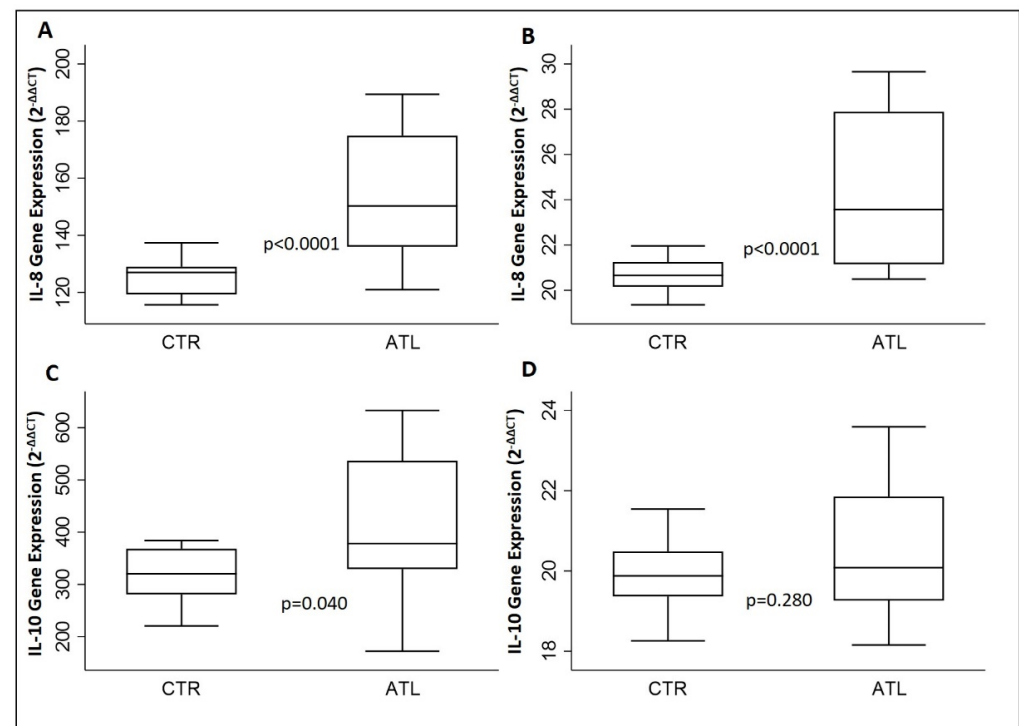 A
IL-8 Gene Expression (2-ΔΔCT)
200
180
160
140
120
p<0.0001
CTR
ATL
B
IL-8 Gene Expression (2-ΔΔCT)
30
28
26
24
22
20
p<0.0001
CTR
ATL
C
IL-10 Gene Expression (2-ΔΔCT)
600
500
400
300
200
p=0.040
CTR
ATL
D
IL-10 Gene Expression (2-ΔΔCT)
24
22
20
18
p=0.280
CTR
ATL